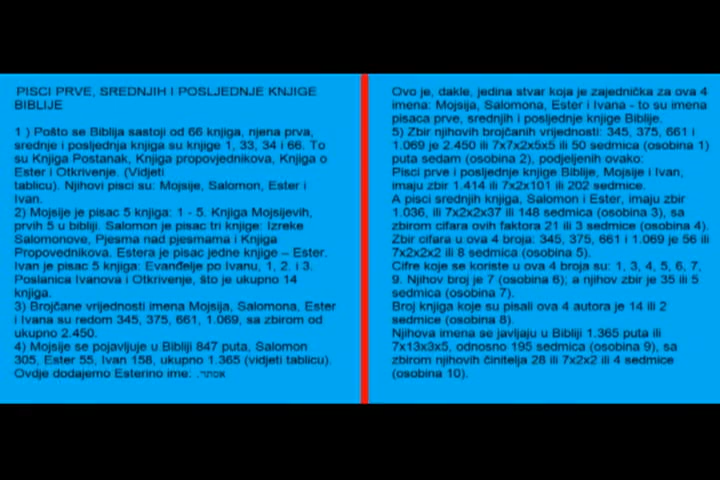 PISCI PRVE, SREDNJIH I POSLJEDNJE KNJIGE
BIBLIJE
1 ) Pošto se Biblija sastoji od 66 knjiga, njena prva,
srednje i posljednja knjiga su knjige 1, 33, 34 i 66. To
su Knjiga Postanak, Knjiga propovjednikova, Knjiga o
Ester i Otkrivenje. (Vidjeti
tablicu). Njihovi pisci su: Mojsije, Salomon, Ester i
Ivan.
2) Mojsije je pisac 5 knjiga: 1 - 5. Knjiga Mojsijevih,
prvih 5 u bibliji. Salomon je pisac tri knjige: Izreke
Salomonove, Pjesma nad pjesmama i Knjiga
Propovednikova. Estera je pisac jedne knjige – Ester.
Ivan je pisac 5 knjiga: Evanđelje po Ivanu, 1, 2. i 3.
Poslanica Ivanova i Otkrivenje, što je ukupno 14
knjiga.
3) Brojčane vrijednosti imena Mojsija, Salomona, Ester
i Ivana su redom 345, 375, 661, 1.069, sa zbirom od
ukupno 2.450.
4) Mojsije se pojavljuje u Bibliji 847 puta, Salomon
305, Ester 55, Ivan 158, ukupno 1.365 (vidjeti tablicu).
Ovdje dodajemo Esterino ime: .אסתר
Ovo je, dakle, jedina stvar koja je zajednička za ova 4
imena: Mojsija, Salomona, Ester i Ivana - to su imena
pisaca prve, srednjih i posljednje knjige Biblije.
5) Zbir njihovih brojčanih vrijednosti: 345, 375, 661 i
1.069 je 2.450 ili 7x7x2x5x5 ili 50 sedmica (osobina 1)
puta sedam (osobina 2), podjeljenih ovako:
Pisci prve i posljednje knjige Biblije, Mojsije i Ivan,
imaju zbir 1.414 ili 7x2x101 ili 202 sedmice.
A pisci srednjih knjiga, Salomon i Ester, imaju zbir
1.036, ili 7x2x2x37 ili 148 sedmica (osobina 3), sa
zbirom cifara ovih faktora 21 ili 3 sedmice (osobina 4).
Zbir cifara u ova 4 broja: 345, 375, 661 i 1.069 je 56 ili
7x2x2x2 ili 8 sedmica (osobina 5).
Cifre koje se koriste u ova 4 broja su: 1, 3, 4, 5, 6, 7,
9. Njihov broj je 7 (osobina 6); a njihov zbir je 35 ili 5
sedmica (osobina 7).
Broj knjiga koje su pisali ova 4 autora je 14 ili 2
sedmice (osobina 8).
Njihova imena se javljaju u Bibliji 1.365 puta ili
7x13x3x5, odnosno 195 sedmica (osobina 9), sa
zbirom njihovih činitelja 28 ili 7x2x2 ili 4 sedmice
(osobina 10).